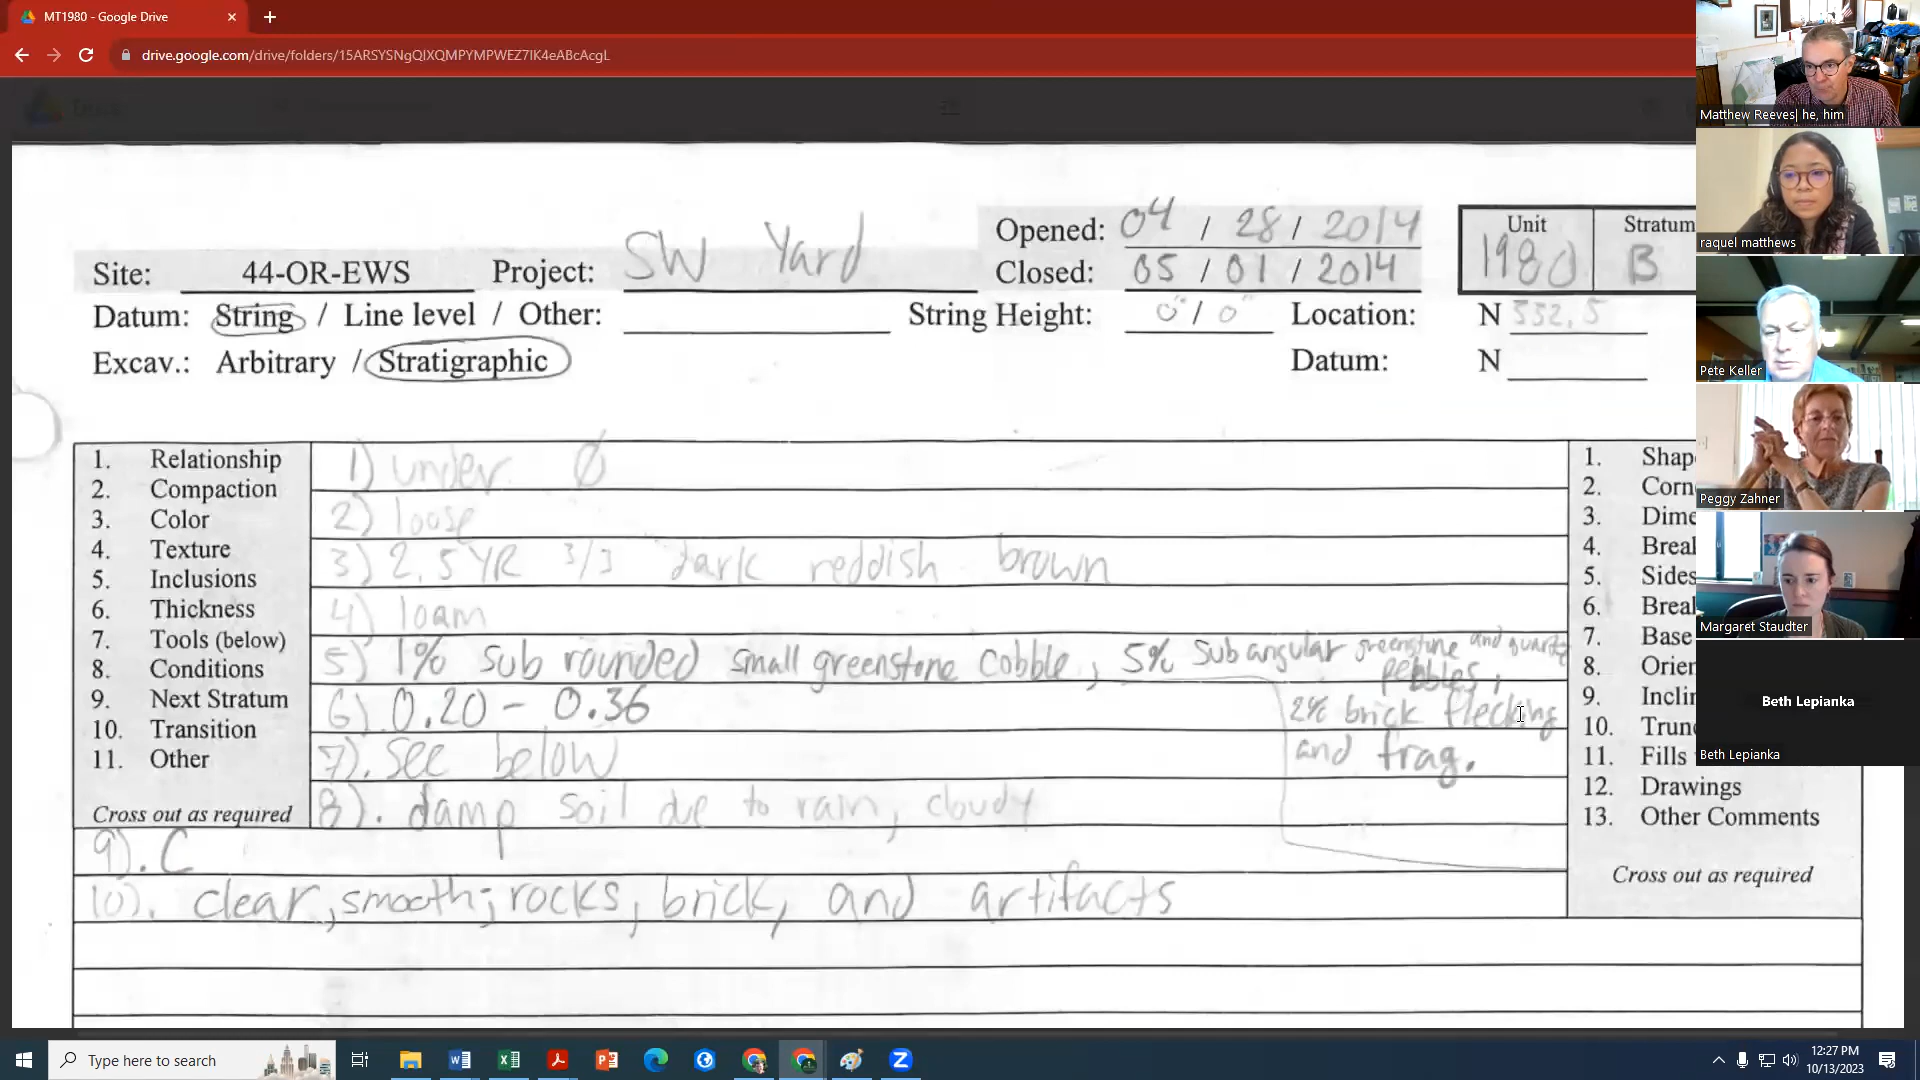 MT1980 - Google Drive
drive.google.com/drive/folders/15ARSYSNgQIXQMPYMPWEZ7IK4eABcAcgL
Matthew Reeves| he, him
raquel matthews
Pete Keller
Peggy Zahner
Margaret Staudter
Beth Lepianka
Beth Lepianka
Opened: 04 / 28 / 2014
Closed: 05 / 01 / 2014
Unit Stratum
1980 B
Site: 44-OR-EWS Project: SW Yard
Datum: String / Line level / Other: String Height: 0" / 0" Location: N 332.5
Excav.: Arbitrary / Stratigraphic Datum: N
1. Relationship
2. Compaction
3. Color
4. Texture
5. Inclusions
6. Thickness
7. Tools (below)
8. Conditions
9. Next Stratum
10. Transition
11. Other
Cross out as required
1) under Ø
2) loose
3) 2.5YR 3/3 dark reddish brown
4) loam
5) 1% sub rounded small greenstone cobble, 5% sub angular greenstone and quartz pebbles,
2% brick flecking
and frag.
6) 0.20 - 0.36
7). see below
8). damp soil due to rain, cloudy
9). C
10). clear, smooth; rocks, brick, and artifacts
1. Shap
2. Corn
3. Dime
4. Breal
5. Sides
6. Breal
7. Base
8. Orien
9. Inclin
10. Trunc
11. Fills
12. Drawings
13. Other Comments
Cross out as required
Type here to search
12:27 PM
10/13/2023